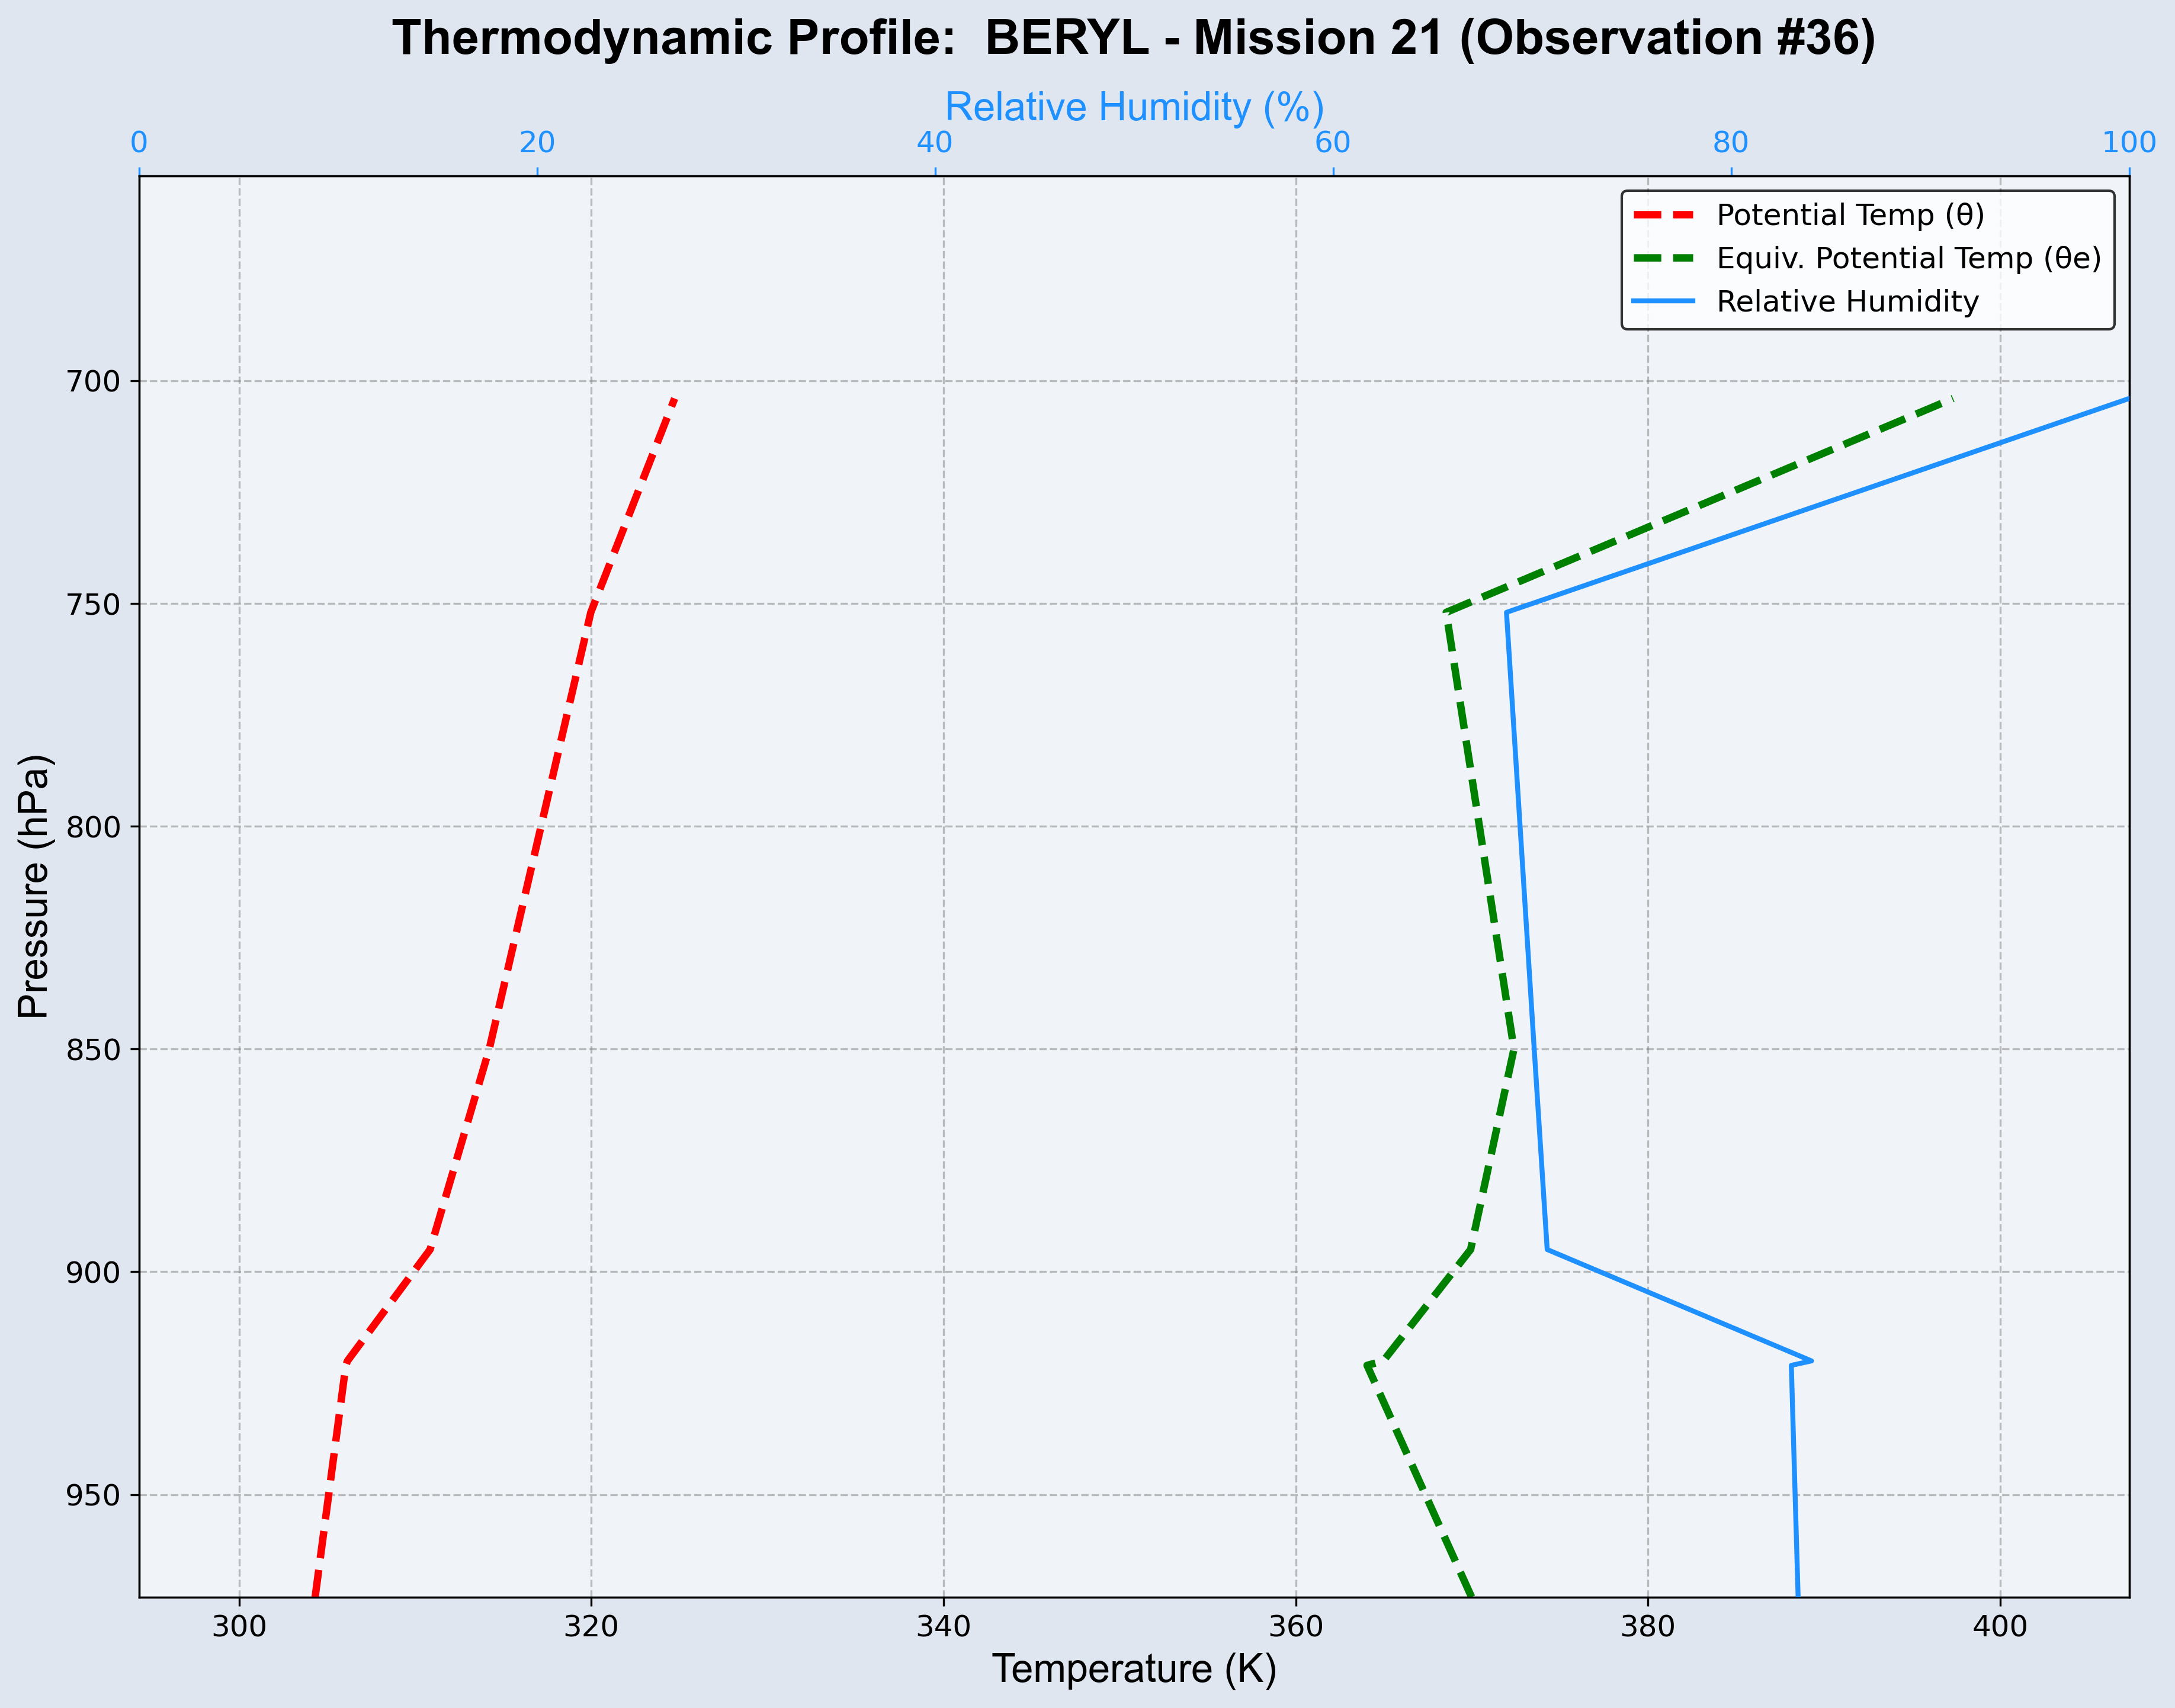 Thermodynamic Profile:  BERYL - Mission 21 (Observation #36)
Relative Humidity (%)
0 20 40 60 80 100
Potential Temp (θ)
Equiv. Potential Temp (θe)
Relative Humidity
Pressure (hPa)
700
750
800
850
900
950
300 320 340 360 380 400
Temperature (K)